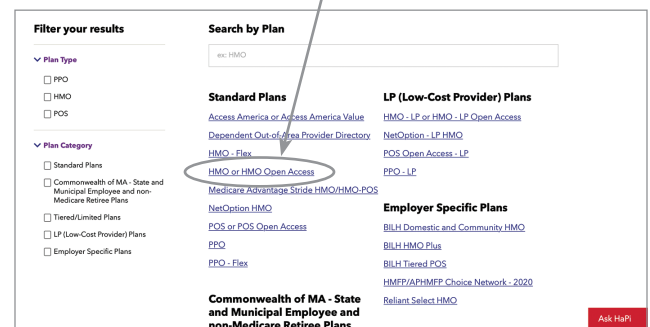 Filter your results
Plan Type
PPO
HMO
POS
Plan Category
Standard Plans
Commonwealth of MA - State and
Municipal Employee and non-
Medicare Retiree Plans
Tiered/Limited Plans
LP (Low-Cost Provider) Plans
Employer Specific Plans
Search by Plan
ex: HMO
Standard Plans
Access America or Access America Value
Dependent Out-of-Area Provider Directory
HMO - Flex
HMO or HMO Open Access
Medicare Advantage Stride HMO/HMO-POS
NetOption HMO
POS or POS Open Access
PPO
PPO - Flex
Commonwealth of MA - State
and Municipal Employee and
non-Medicare Retiree Plans
LP (Low-Cost Provider) Plans
HMO - LP or HMO - LP Open Access
NetOption - LP HMO
POS Open Access - LP
PPO - LP
Employer Specific Plans
BILH Domestic and Community HMO
BILH HMO Plus
BILH Tiered POS
HMFP/APHMFP Choice Network - 2020
Reliant Select HMO
Ask HaPi